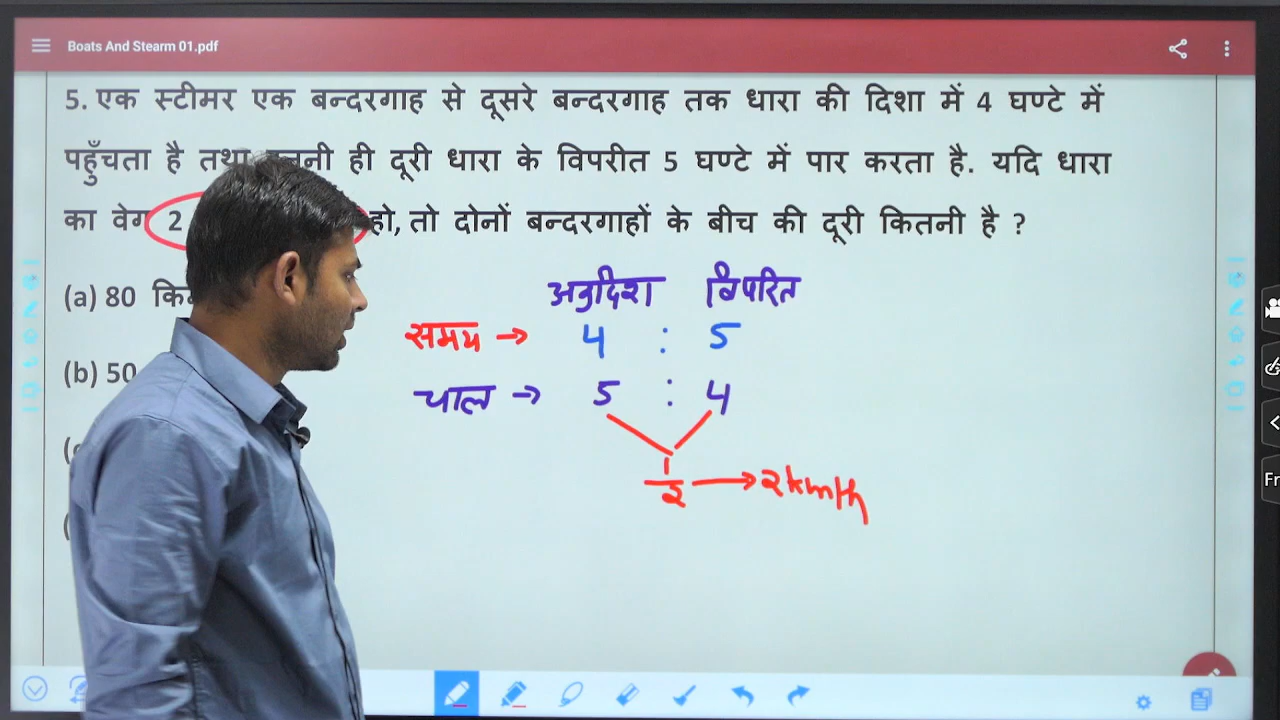 Boats And Stearm 01.pdf
5. एक स्टीमर एक बन्दरगाह से दूसरे बन्दरगाह तक धारा की दिशा में 4 घण्टे में
पहुँचता है तथा ही दूरी धारा के विपरीत 5 घण्टे में पार करता है. यदि धारा
का वेग 2 हो, तो दोनों बन्दरगाहों के बीच की दूरी कितनी है ?
(a) 80
अनुदिश विपरित
समय → 4 : 5
(b) 50
चाल → 5 : 4
1
2 → 2km/h
Fr